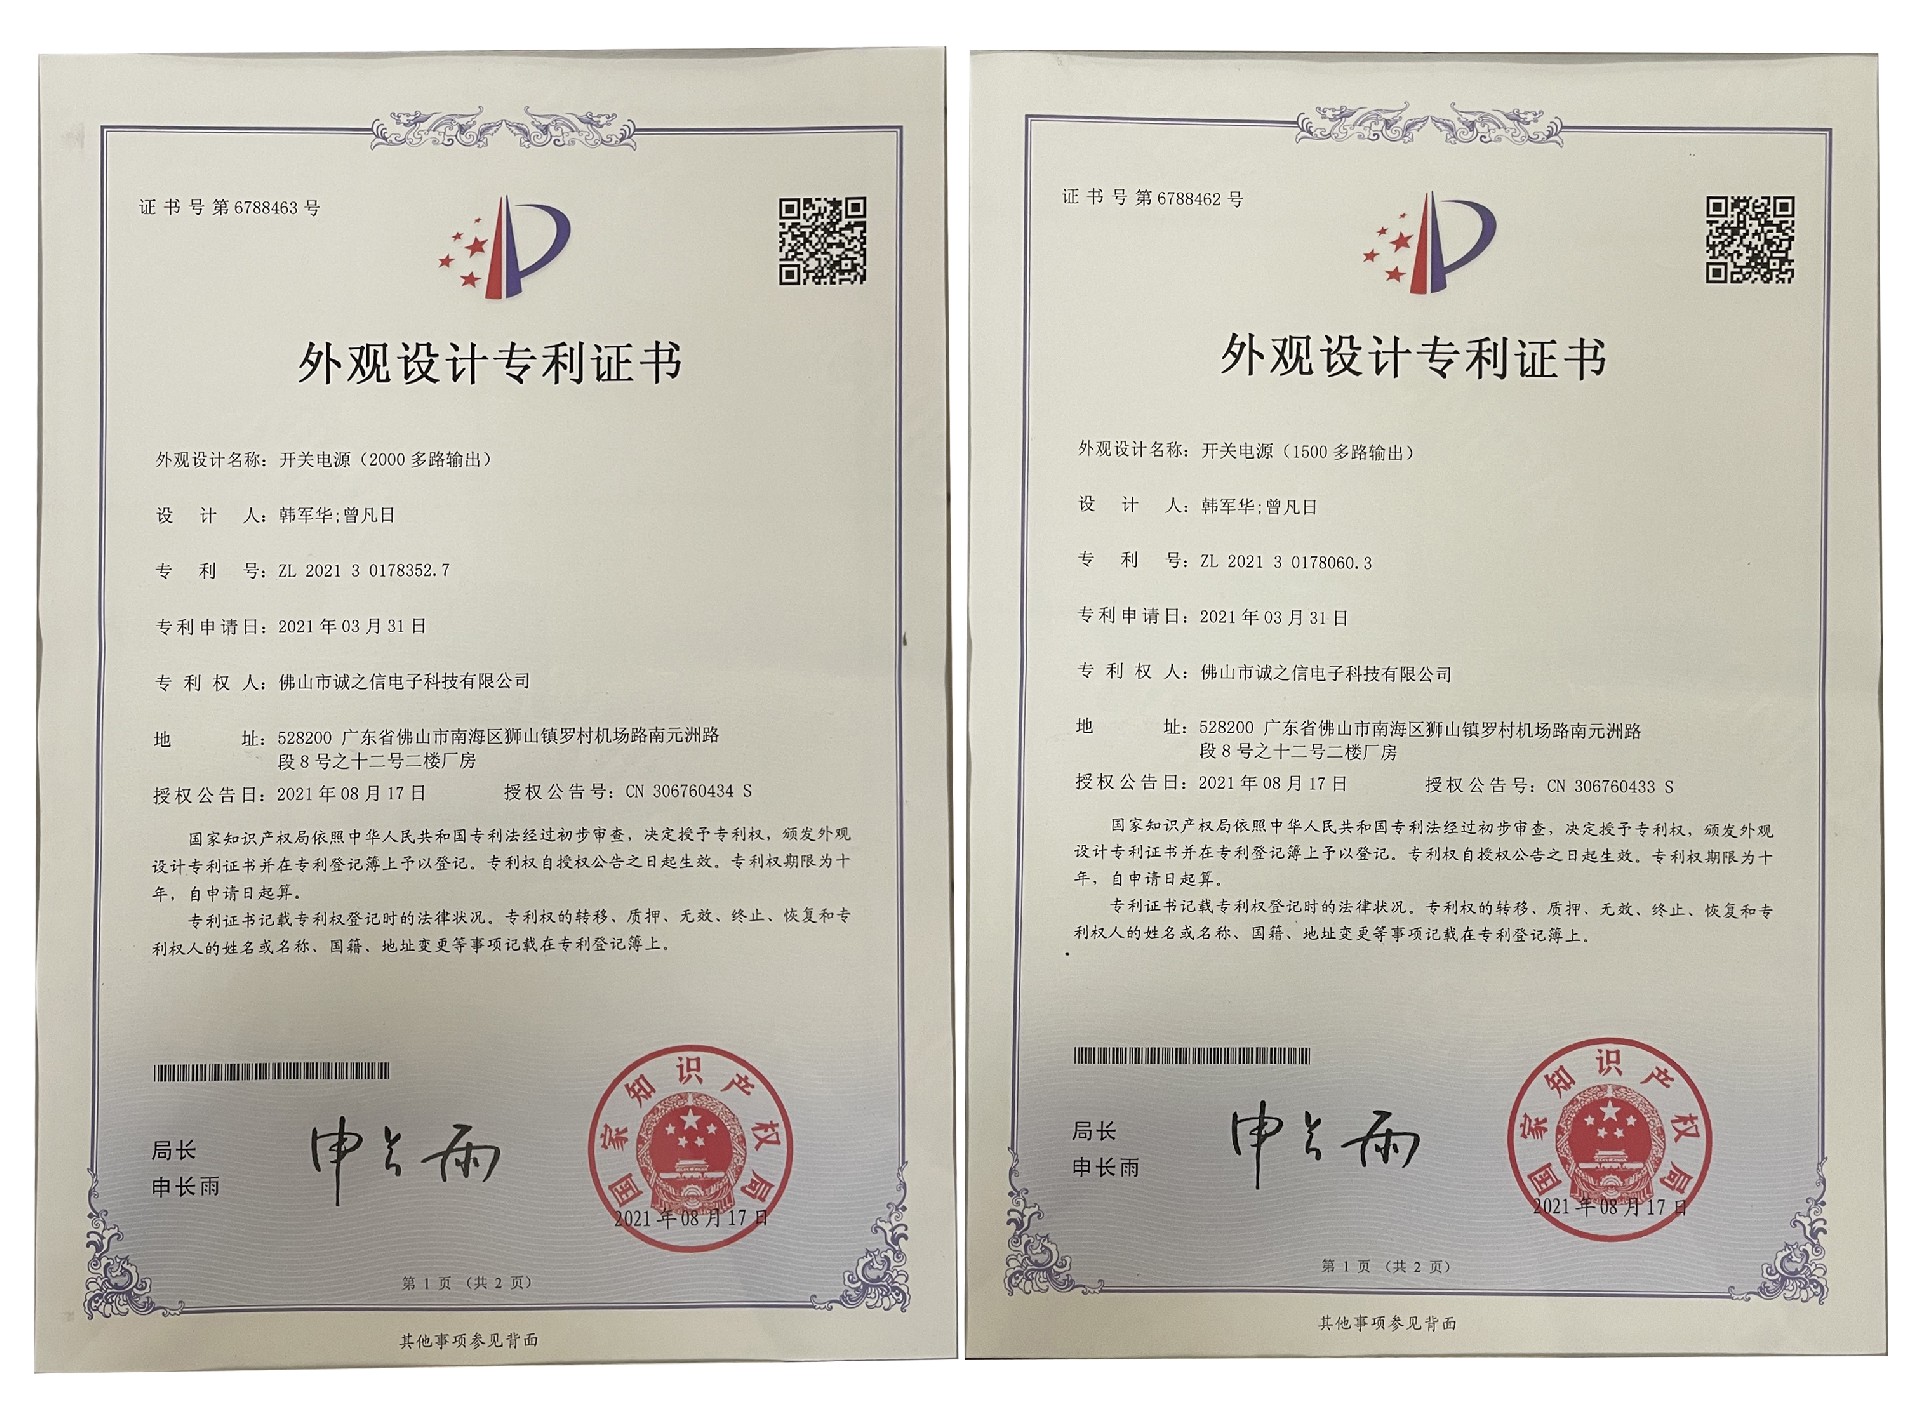 证书号第6788463号
外观设计专利证书
外观设计名称：开关电源（2000多路输出）
设计人：韩军华;曾凡日
专利号：ZL 2021 3 0178352.7
专利申请日：2021年03月31日
专利权人：佛山市诚之信电子科技有限公司
地址：528200 广东省佛山市南海区狮山镇罗村机场路南元洲路
段8号之十二号二楼厂房
授权公告日：2021年08月17日 授权公告号：CN 306760434 S
国家知识产权局依照中华人民共和国专利法经过初步审查，决定授予专利权，颁发外观
设计专利证书并在专利登记簿上予以登记。专利权自授权公告之日起生效。专利权期限为十
年，自申请日起算。
专利证书记载专利权登记时的法律状况。专利权的转移、质押、无效、终止、恢复和专
利权人的姓名或名称、国籍、地址变更等事项记载在专利登记簿上。
局长
申长雨
申长雨
国家知识产权局
2021年08月17日
第1页（共2页）
其他事项参见背面
证书号第6788462号
外观设计专利证书
外观设计名称：开关电源（1500多路输出）
设计人：韩军华;曾凡日
专利号：ZL 2021 3 0178060.3
专利申请日：2021年03月31日
专利权人：佛山市诚之信电子科技有限公司
地址：528200 广东省佛山市南海区狮山镇罗村机场路南元洲路
段8号之十二号二楼厂房
授权公告日：2021年08月17日 授权公告号：CN 306760433 S
国家知识产权局依照中华人民共和国专利法经过初步审查，决定授予专利权，颁发外观
设计专利证书并在专利登记簿上予以登记。专利权自授权公告之日起生效。专利权期限为十
年，自申请日起算。
专利证书记载专利权登记时的法律状况。专利权的转移、质押、无效、终止、恢复和专
利权人的姓名或名称、国籍、地址变更等事项记载在专利登记簿上。
局长
申长雨
申长雨
国家知识产权局
2021年08月17日
第1页（共2页）
其他事项参见背面